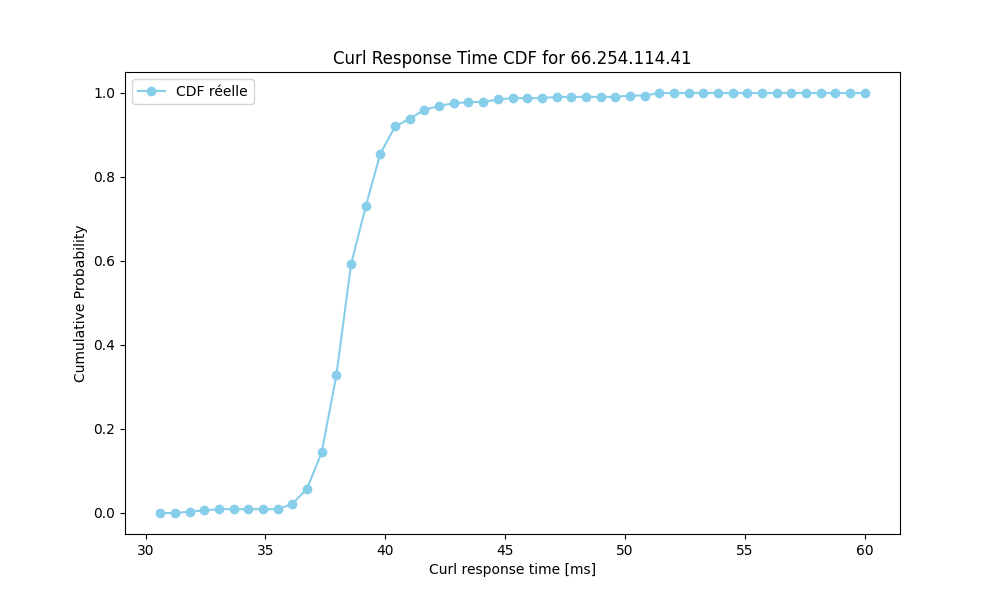 Curl Response Time CDF for 66.254.114.41
CDF réelle
Cumulative Probability
1.0
0.8
0.6
0.4
0.2
0.0
30 35 40 45 50 55 60
Curl response time [ms]